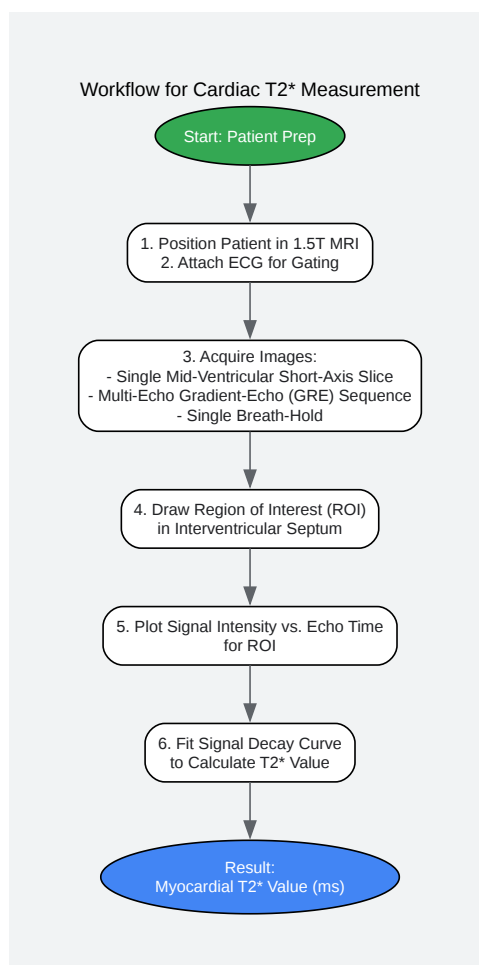 Workflow for Cardiac T2* Measurement
Start: Patient Prep
1. Position Patient in 1.5T MRI
2. Attach ECG for Gating
3. Acquire Images:
- Single Mid-Ventricular Short-Axis Slice
- Multi-Echo Gradient-Echo (GRE) Sequence
- Single Breath-Hold
4. Draw Region of Interest (ROI)
in Interventricular Septum
5. Plot Signal Intensity vs. Echo Time
for ROI
6. Fit Signal Decay Curve
to Calculate T2* Value
Result:
Myocardial T2* Value (ms)